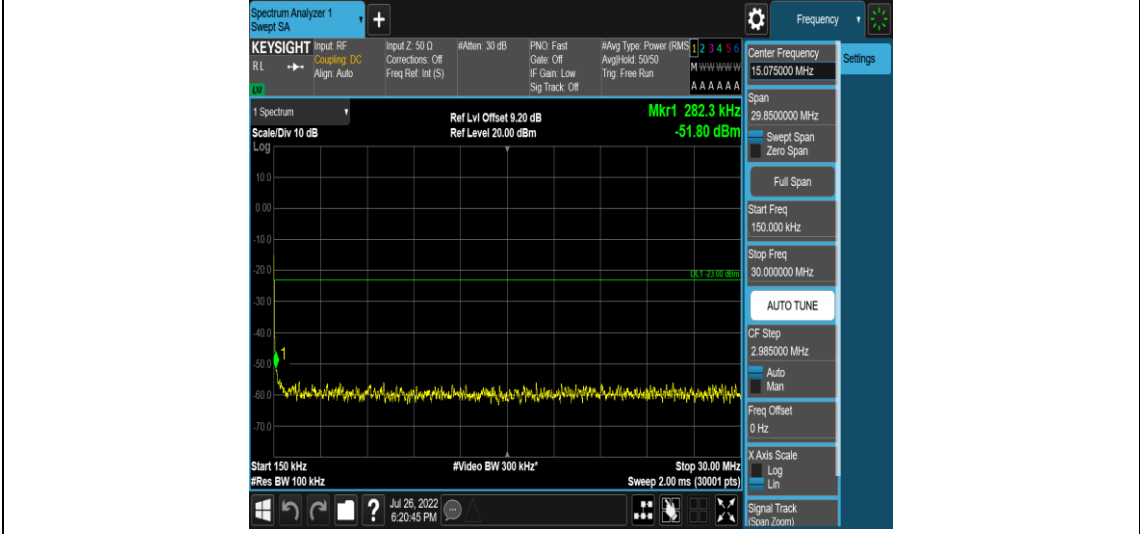 Spectrum Analyzer 1
Swept SA
Frequency
KEYSIGHT
RL
Input: RF
Coupling: DC
Align: Auto
Input Z: 50 Ω
Corrections: Off
Freq Ref: Int (S)
#Atten: 30 dB
PNO: Fast
Gate: Off
IF Gain: Low
Sig Track: Off
#Avg Type: Power (RMS
Avg|Hold: 50/50
Trig: Free Run
1 2 3 4 5 6
M W W W W W
A A A A A A
Settings
1 Spectrum
Scale/Div 10 dB
Log
Ref Lvl Offset 9.20 dB
Ref Level 20.00 dBm
Mkr1 282.3 kHz
-51.80 dBm
10.0
0.00
-10.0
-20.0
DL1 -23.00 dBm
-30.0
-40.0
1
-50.0
-60.0
-70.0
Start 150 kHz
#Res BW 100 kHz
#Video BW 300 kHz*
Stop 30.00 MHz
Sweep 2.00 ms (30001 pts)
Center Frequency
15.075000 MHz
Span
29.8500000 MHz
Swept Span
Zero Span
Full Span
Start Freq
150.000 kHz
Stop Freq
30.000000 MHz
AUTO TUNE
CF Step
2.985000 MHz
Auto
Man
Freq Offset
0 Hz
X Axis Scale
Log
Lin
Signal Track
(Span Zoom)
?
Jul 26, 2022
6:20:45 PM